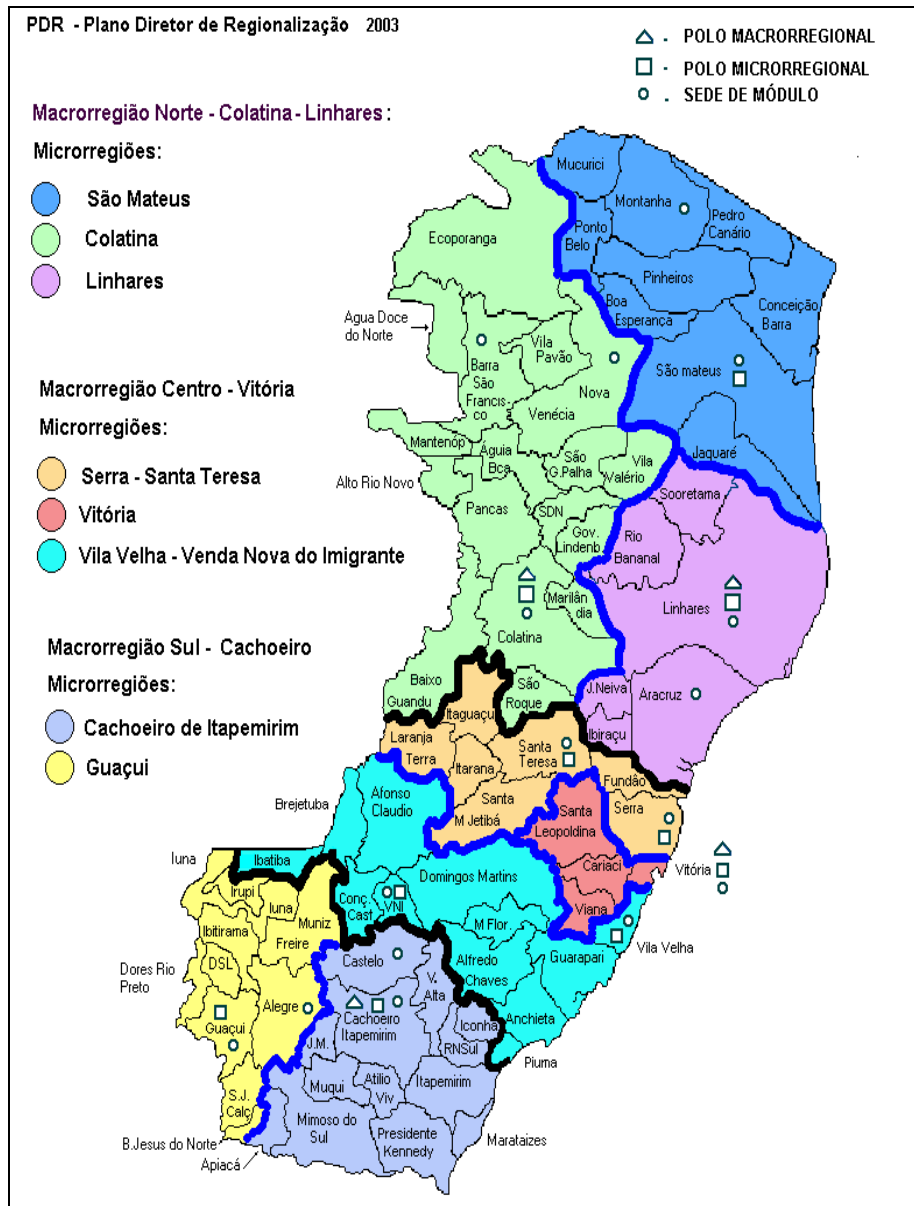 PDR - Plano Diretor de Regionalização 2003
- POLO MACRORREGIONAL
- POLO MICRORREGIONAL
- SEDE DE MÓDULO
Macrorregião Norte - Colatina - Linhares :
Microrregiões:
São Mateus
Colatina
Linhares
Macrorregião Centro - Vitória
Microrregiões:
Serra - Santa Teresa
Vitória
Vila Velha - Venda Nova do Imigrante
Macrorregião Sul - Cachoeiro
Microrregiões:
Cachoeiro de Itapemirim
Guaçui
Mucurici
Montanha
Pedro
Canário
Ponto
Belo
Ecoporanga
Pinheiros
Boa
Esperança
Conceição
Barra
Agua Doce
do Norte
Barra
São
Francis-
co
Vila
Pavão
Nova
Venécia
São mateus
Mantenóp
Aguia
Bca
São
G.Palha
Vila
Valério
Jaquaré
Alto Rio Novo
Pancas
SDN
Gov.
Lindenb.
Sooretama
Rio
Bananal
Linhares
Marilân
dia
Colatina
Baixo
Guandu
São
Roque
J.Neiva
Aracruz
Ibiraçu
Itaguaçu
Laranja
Terra
Itarana
Santa
Teresa
Fundão
Serra
Santa
M Jetibá
Santa
Leopoldina
Brejetuba
Afonso
Claudio
Cariaci
Vitória
Viana
Iuna
Ibatiba
Domingos Martins
Conç.
Cast
VNI
M Flor.
Vila Velha
Guarapari
Irupi
Iuna
Muniz
Freire
Ibitirama
Castelo
Alfredo
Chaves
Dores Rio
Preto
DSL
V.
Alta
Anchieta
Guaçui
Alegre
Cachoeiro
Itapemirim
Iconha
RNSul
Piuma
J.M.
Muqui
Atilio
Viv
Itapemirim
S.J.
Calç
Mimoso do
Sul
Presidente
Kennedy
Marataizes
B.Jesus do Norte
Apiacá